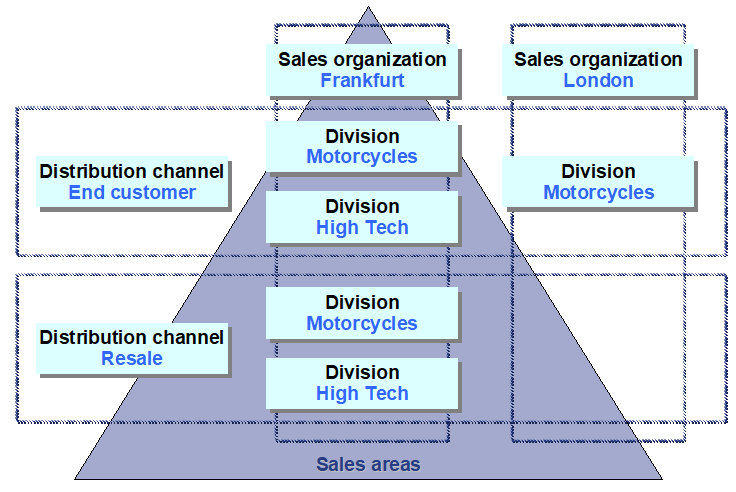 Sales organization
Frankfurt
Sales organization
London
Division
Motorcycles
Distribution channel
End customer
Division
Motorcycles
Division
High Tech
Division
Motorcycles
Distribution channel
Resale
Division
High Tech
Sales areas